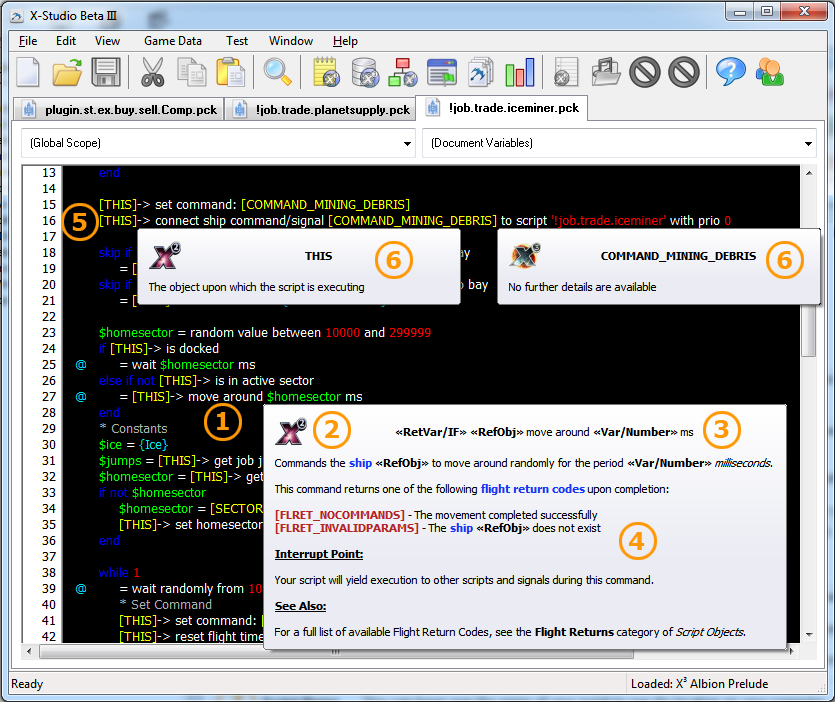 X-Studio Beta III
File Edit View Game Data Test Window Help
plugin.st.ex.buy.sell.Comp.pck !job.trade.planetsupply.pck !job.trade.iceminer.pck
(Global Scope) (Document Variables)
13 end
14
15 [THIS]-> set command: [COMMAND_MINING_DEBRIS]
16 [THIS]-> connect ship command/signal [COMMAND_MINING_DEBRIS] to script '!job.trade.iceminer' with prio 0
5
17
18 skip if ay
19 = [
20 skip if bay
21 = [
X2 THIS 6
The object upon which the script is executing
X3 COMMAND_MINING_DEBRIS 6
No further details are available
22
23 $homesector = random value between 10000 and 299999
24 if [THIS]-> is docked
25 @ = wait $homesector ms
26 else if not [THIS]-> is in active sector
27 @ = [THIS]-> move around $homesector ms
28 end
29 * Constants
1
30 $ice = {Ice}
31 $jumps = [THIS]-> get job j
32 $homesector = [THIS]-> get
33 if not $homesector
34 $homesector = [SECTOR
35 [THIS]-> set homesector
36 end
37
38 while 1
39 @ = wait randomly from 10
40 * Set Command
41 [THIS]-> set command: [
42 [THIS]-> reset flight time
X2 2 «RetVar/IF» «RefObj» move around «Var/Number» ms 3
Commands the ship «RefObj» to move around randomly for the period «Var/Number» milliseconds.
This command returns one of the following flight return codes upon completion:
[FLRET_NOCOMMANDS] - The movement completed successfully
[FLRET_INVALIDPARAMS] - The ship «RefObj» does not exist
4
Interrupt Point:
Your script will yield execution to other scripts and signals during this command.
See Also:
For a full list of available Flight Return Codes, see the Flight Returns category of Script Objects.
Ready Loaded: X³ Albion Prelude